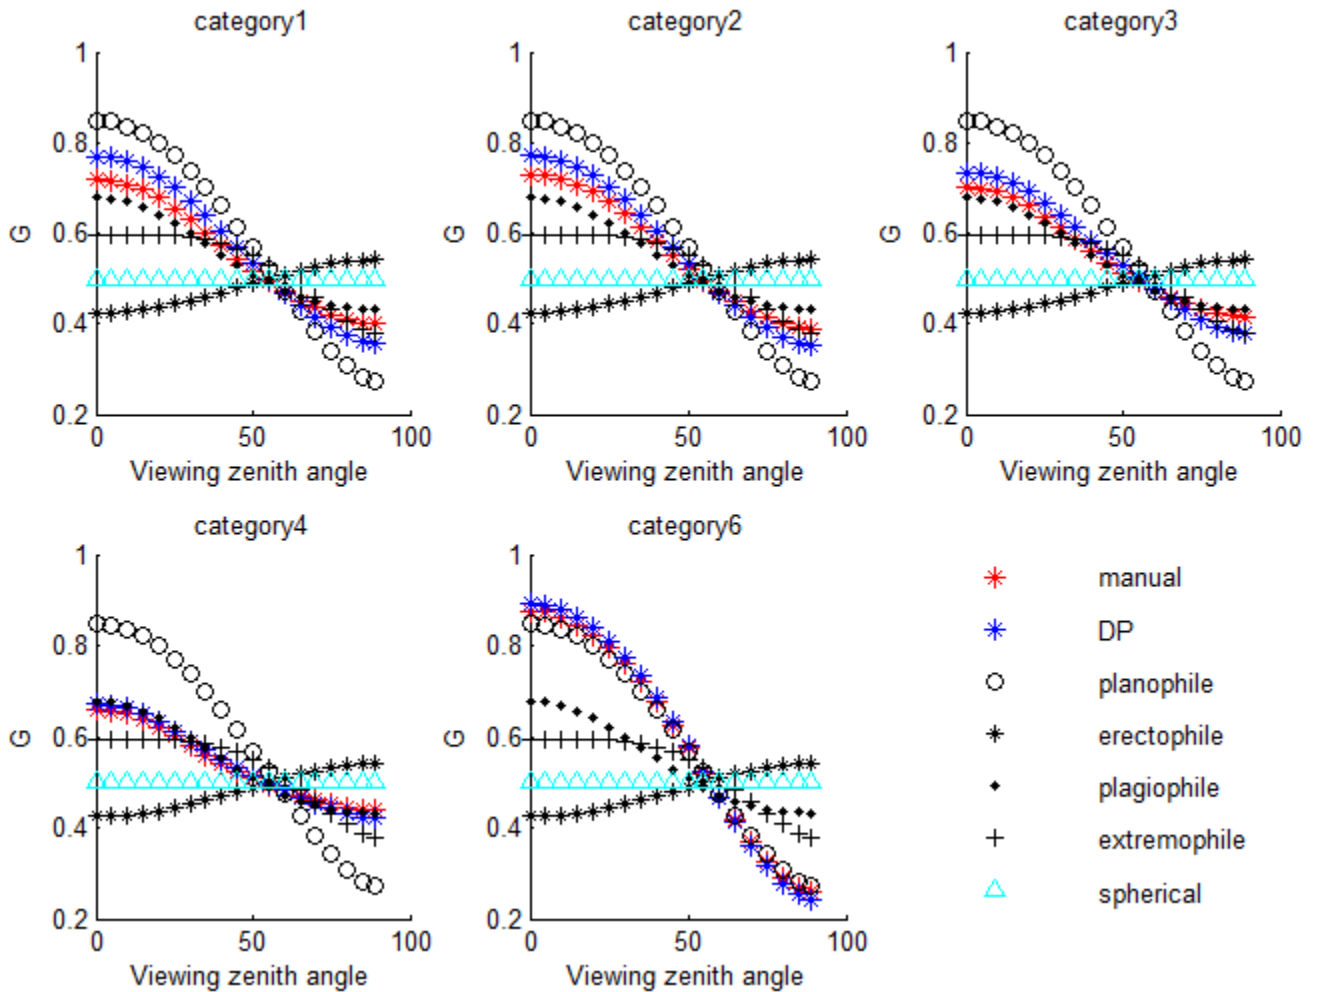 category1
category2
category3
1
0.8
0.6
0.4
0.2
G
0
50
100
Viewing zenith angle
1
0.8
0.6
0.4
0.2
G
0
50
100
Viewing zenith angle
1
0.8
0.6
0.4
0.2
G
0
50
100
Viewing zenith angle
category4
category6
1
0.8
0.6
0.4
0.2
G
0
50
100
Viewing zenith angle
1
0.8
0.6
0.4
0.2
G
0
50
100
Viewing zenith angle
manual
DP
planophile
erectophile
plagiophile
extremophile
spherical